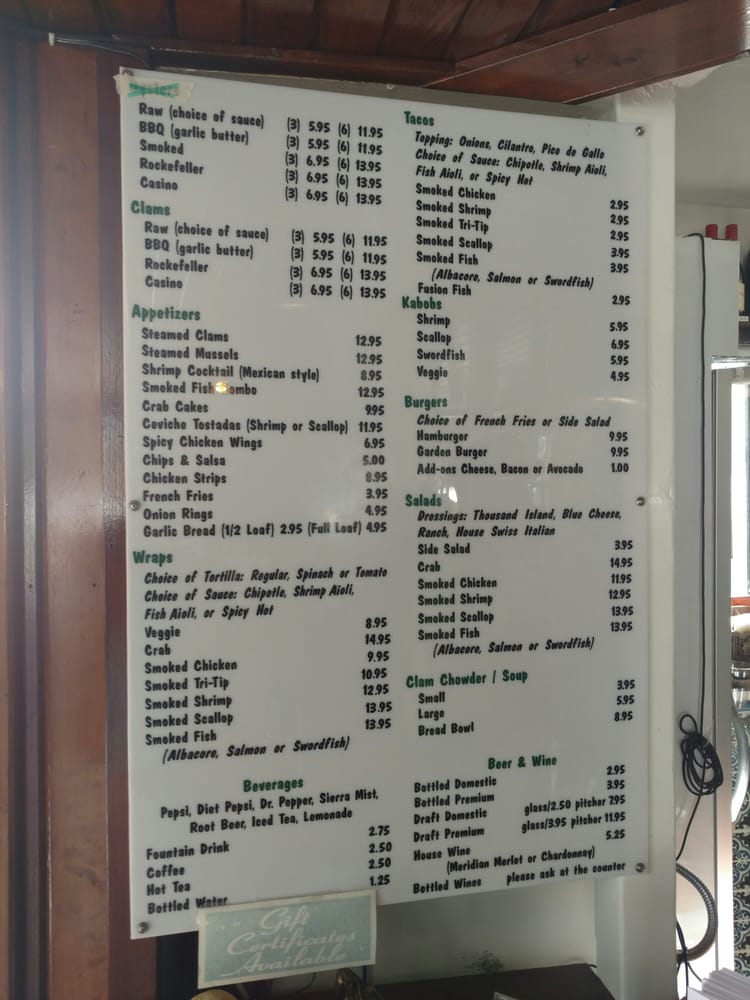 Raw (choice of sauce) (3) 5.95 (6) 11.95
BBQ (garlic butter) (3) 5.95 (6) 11.95
Smoked (3) 6.95 (6) 13.95
Rockefeller (3) 6.95 (6) 13.95
Casino (3) 6.95 (6) 13.95
Clams
Raw (choice of sauce) (3) 5.95 (6) 11.95
BBQ (garlic butter) (3) 5.95 (6) 11.95
Rockefeller (3) 6.95 (6) 13.95
Casino (3) 6.95 (6) 13.95
Appetizers
Steamed Clams 12.95
Steamed Mussels 12.95
Shrimp Cocktail (Mexican style) 8.95
Smoked Fish Combo 12.95
Crab Cakes 9.95
Ceviche Tostadas (Shrimp or Scallop) 11.95
Spicy Chicken Wings 6.95
Chips & Salsa 5.00
Chicken Strips 8.95
French Fries 3.95
Onion Rings 4.95
Garlic Bread (1/2 Loaf) 2.95 (Full Loaf) 4.95
Wraps
Choice of Tortilla: Regular, Spinach or Tomato
Choice of Sauce: Chipotle, Shrimp Aioli,
Fish Aioli, or Spicy Hot
Veggie 8.95
Crab 14.95
Smoked Chicken 9.95
Smoked Tri-Tip 10.95
Smoked Shrimp 12.95
Smoked Scallop 13.95
Smoked Fish 13.95
(Albacore, Salmon or Swordfish)
Beverages
Pepsi, Diet Pepsi, Dr. Pepper, Sierra Mist,
Root Beer, Iced Tea, Lemonade
Fountain Drink 2.75
Coffee 2.50
Hot Tea 2.50
Bottled Water 1.25
Tacos
Topping: Onions, Cilantro, Pico de Gallo
Choice of Sauce: Chipotle, Shrimp Aioli,
Fish Aioli, or Spicy Hot
Smoked Chicken 2.95
Smoked Shrimp 2.95
Smoked Tri-Tip 2.95
Smoked Scallop 3.95
Smoked Fish 3.95
(Albacore, Salmon or Swordfish)
Fusion Fish 2.95
Kabobs
Shrimp 5.95
Scallop 6.95
Swordfish 5.95
Veggie 4.95
Burgers
Choice of French Fries or Side Salad
Hamburger 9.95
Garden Burger 9.95
Add-ons Cheese, Bacon or Avocado 1.00
Salads
Dressings: Thousand Island, Blue Cheese,
Ranch, House Swiss Italian
Side Salad 3.95
Crab 14.95
Smoked Chicken 11.95
Smoked Shrimp 12.95
Smoked Scallop 13.95
Smoked Fish 13.95
(Albacore, Salmon or Swordfish)
Clam Chowder / Soup
Small 3.95
Large 5.95
Bread Bowl 8.95
Beer & Wine
Bottled Domestic 2.95
Bottled Premium 3.95
Draft Domestic glass/2.50 pitcher 7.95
Draft Premium glass/3.95 pitcher 11.95
House Wine 5.25
(Meridian Merlot or Chardonnay)
Bottled Wines please ask at the counter
Gift
Certificates
Available